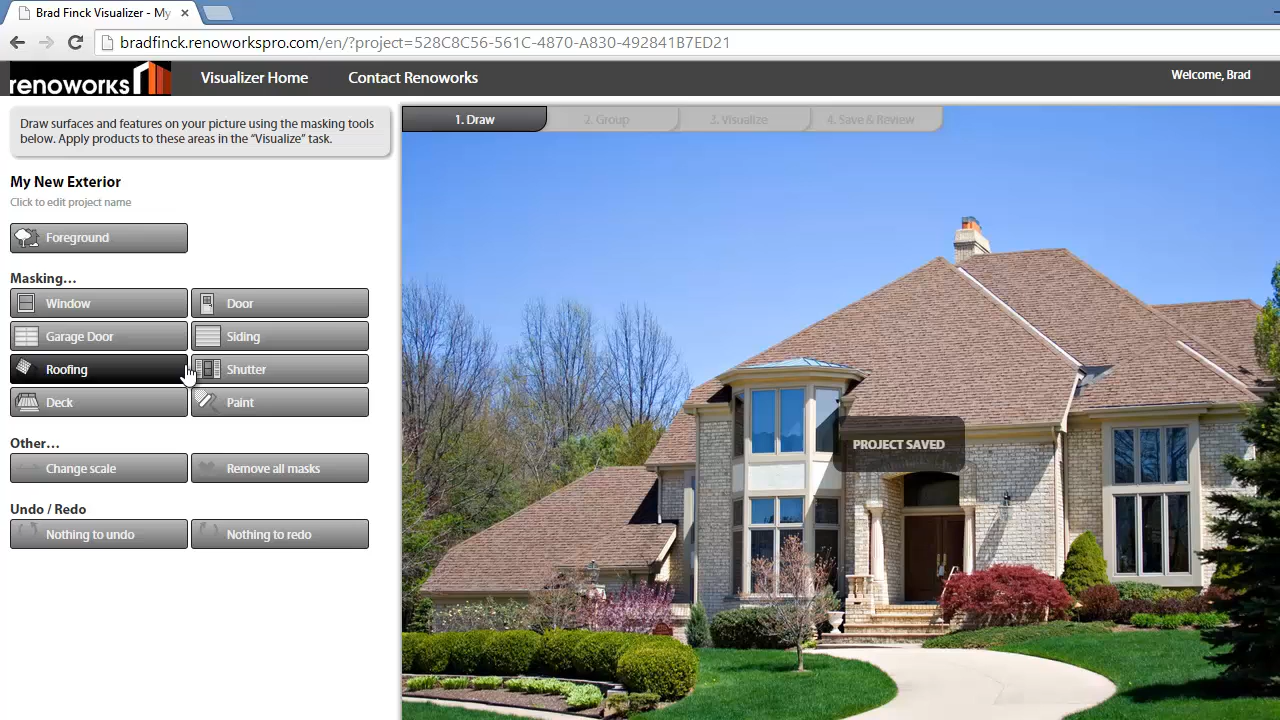 Brad Finck Visualizer - My
bradfinck.renoworkspro.com/en/?project=528C8C56-561C-4870-A830-492841B7ED21
renoworks
Visualizer Home
Contact Renoworks
Welcome, Brad
Draw surfaces and features on your picture using the masking tools
below. Apply products to these areas in the “Visualize” task.
1. Draw
2. Group
3. Visualize
4. Save & Review
My New Exterior
Click to edit project name
Foreground
Masking...
Window
Door
Garage Door
Siding
Roofing
Shutter
Deck
Paint
PROJECT SAVED
Other...
Change scale
Remove all masks
Undo / Redo
Nothing to undo
Nothing to redo